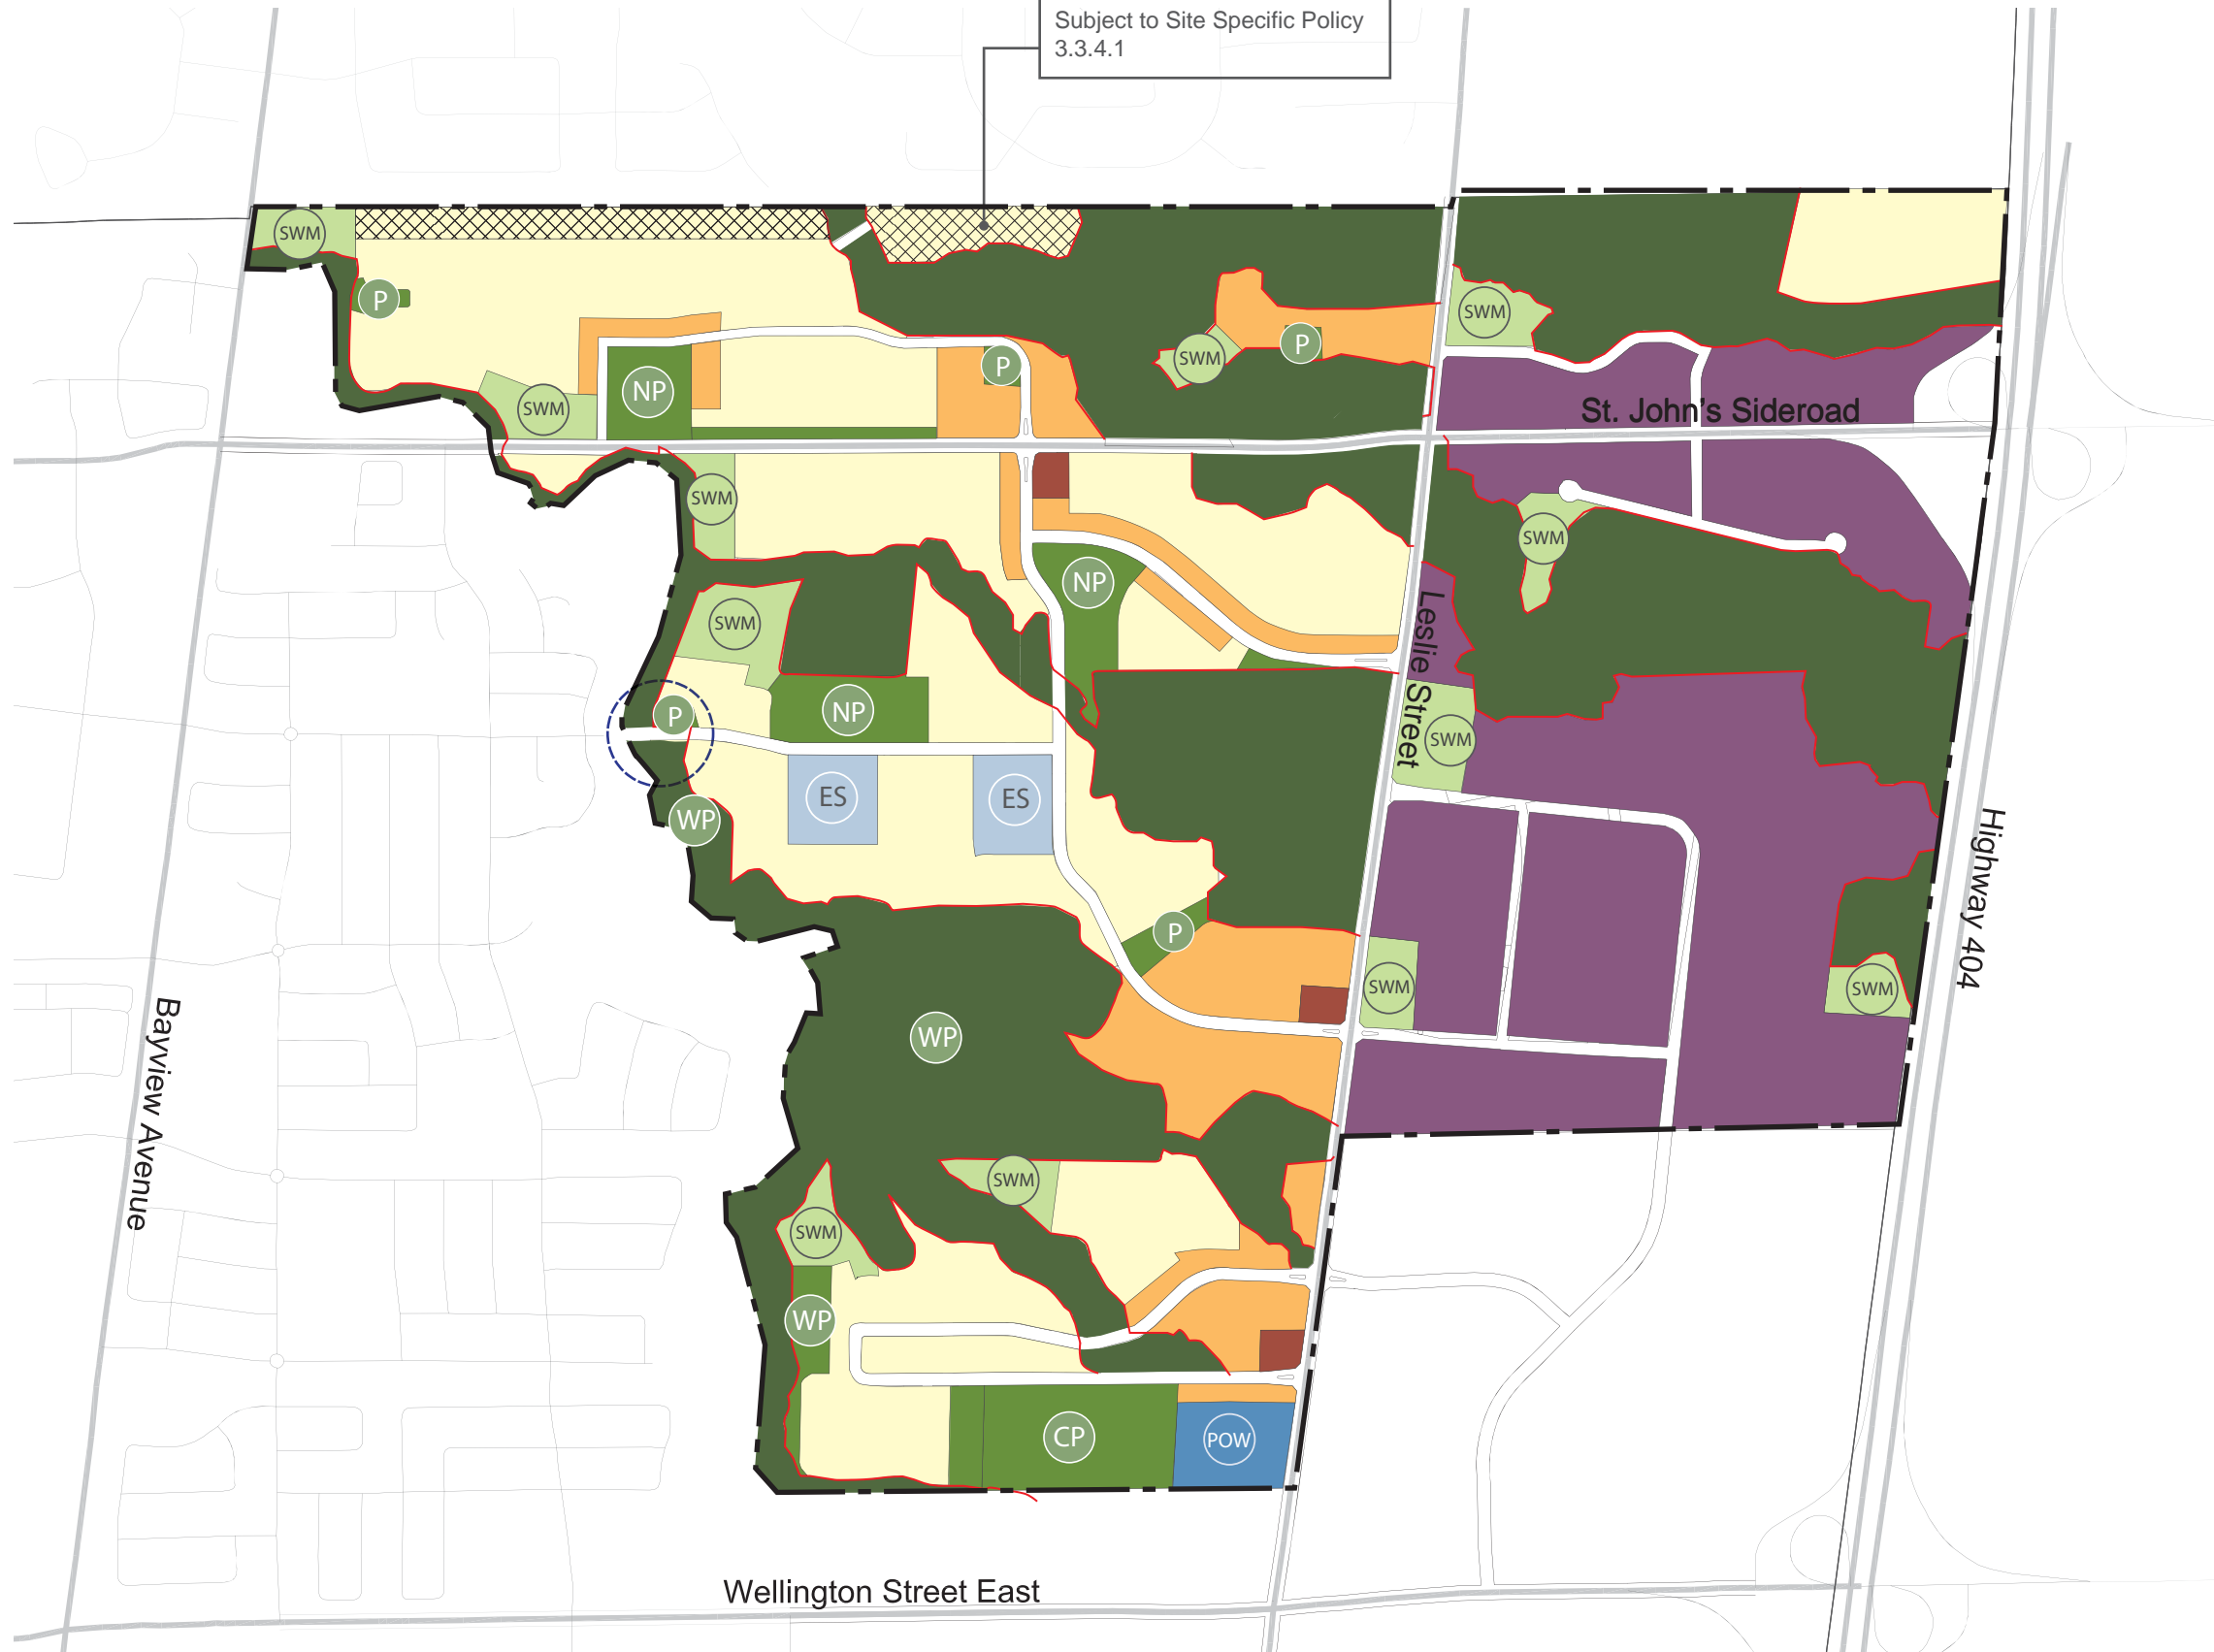 Subject to Site Specific Policy
3.3.4.1
SWM
P
SWM
SWM
P
P
SWM
NP
SWM
St. John's Sideroad
SWM
SWM
NP
SWM
Leslie Street
P
NP
SWM
ES
ES
WP
Highway 404
P
SWM
SWM
WP
Bayview Avenue
SWM
SWM
WP
CP
POW
Wellington Street East